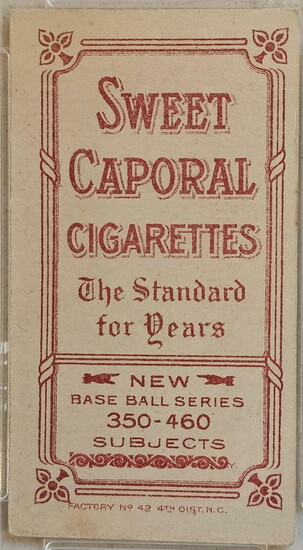 SWEET
CAPORAL
CIGARETTES
The Standard
for Years
NEW
BASE BALL SERIES
350-460
SUBJECTS
FACTORY Nº 42 4TH DIST. N.C.